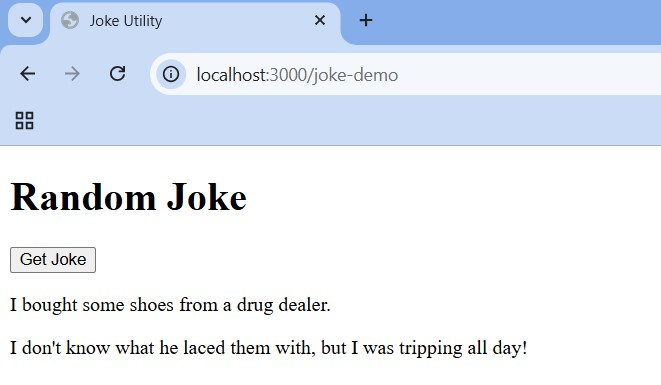 Joke Utility
localhost:3000/joke-demo
Random Joke
Get Joke
I bought some shoes from a drug dealer.
I don't know what he laced them with, but I was tripping all day!